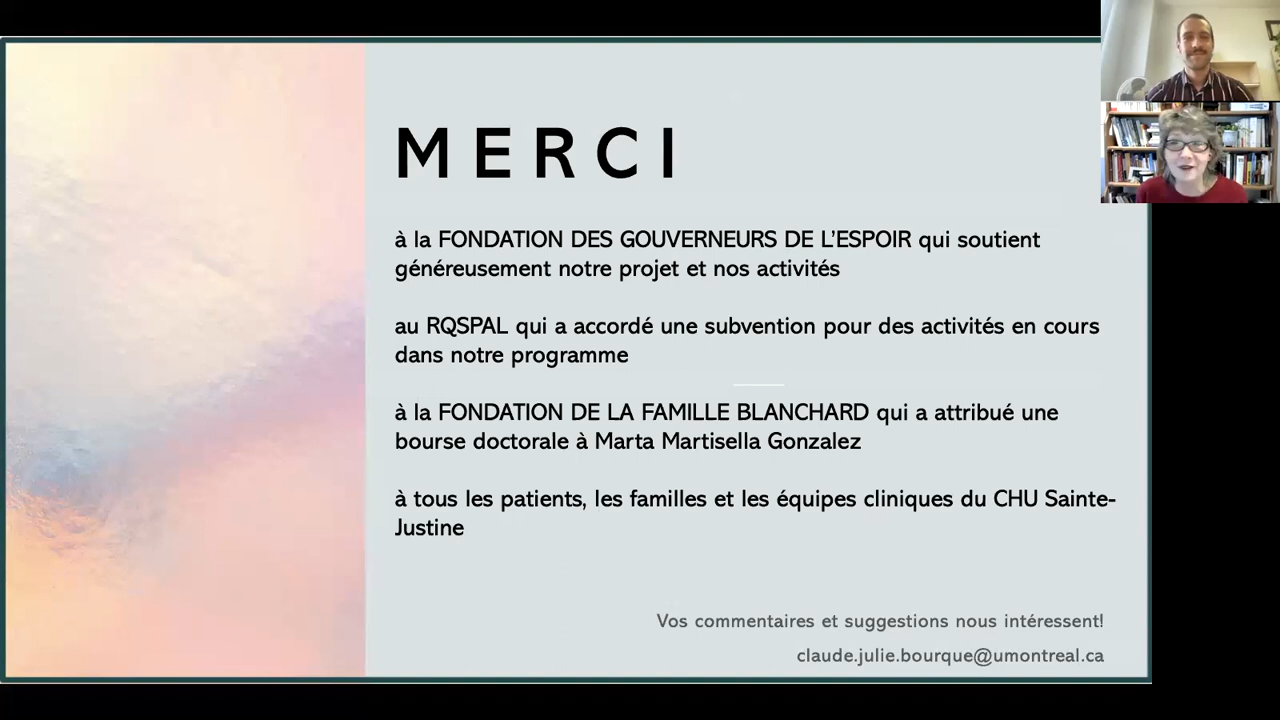 MERCI
à la FONDATION DES GOUVERNEURS DE L'ESPOIR qui soutient
généreusement notre projet et nos activités
au RQSPAL qui a accordé une subvention pour des activités en cours
dans notre programme
à la FONDATION DE LA FAMILLE BLANCHARD qui a attribué une
bourse doctorale à Marta Martisella Gonzalez
à tous les patients, les familles et les équipes cliniques du CHU Sainte-
Justine
Vos commentaires et suggestions nous intéressent!
claude.julie.bourque@umontreal.ca